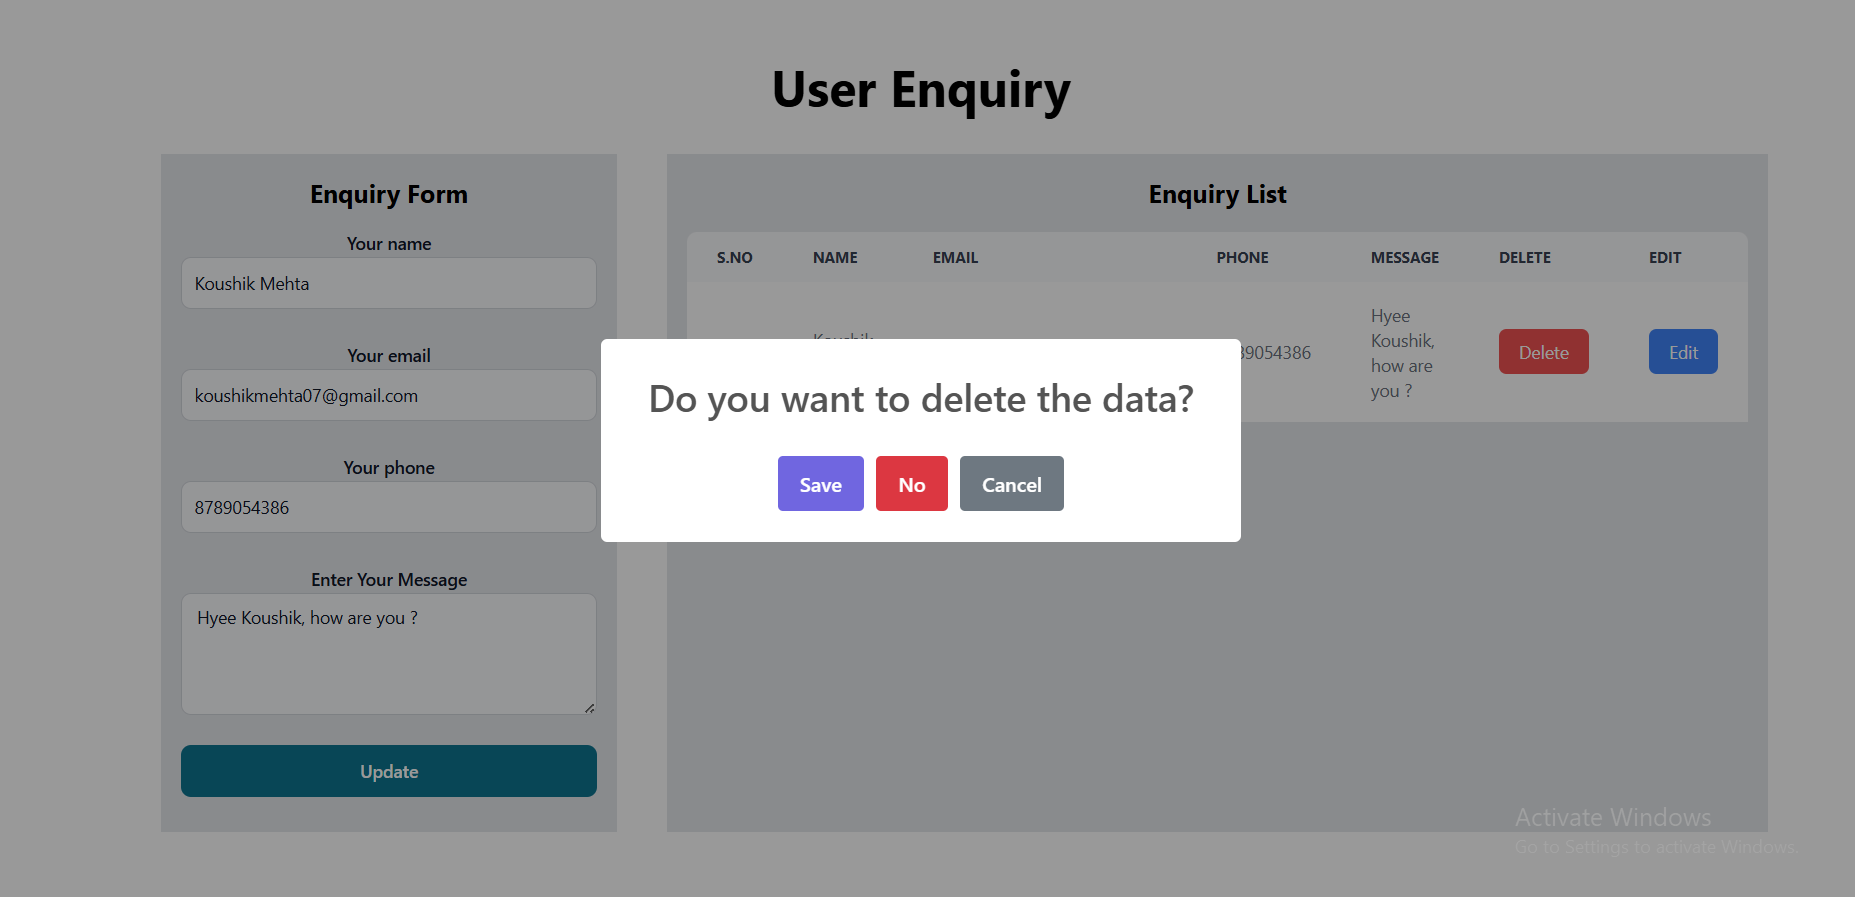 User Enquiry
Enquiry Form
Your name
Koushik Mehta
Your email
koushikmehta07@gmail.com
Your phone
8789054386
Enter Your Message
Hyee Koushik, how are you ?
Update
Enquiry List
S.NO NAME EMAIL PHONE MESSAGE DELETE EDIT
Hyee
Koushik,
how are
you ?
Delete
Edit
Do you want to delete the data?
Save No Cancel
Activate Windows
Go to Settings to activate Windows.